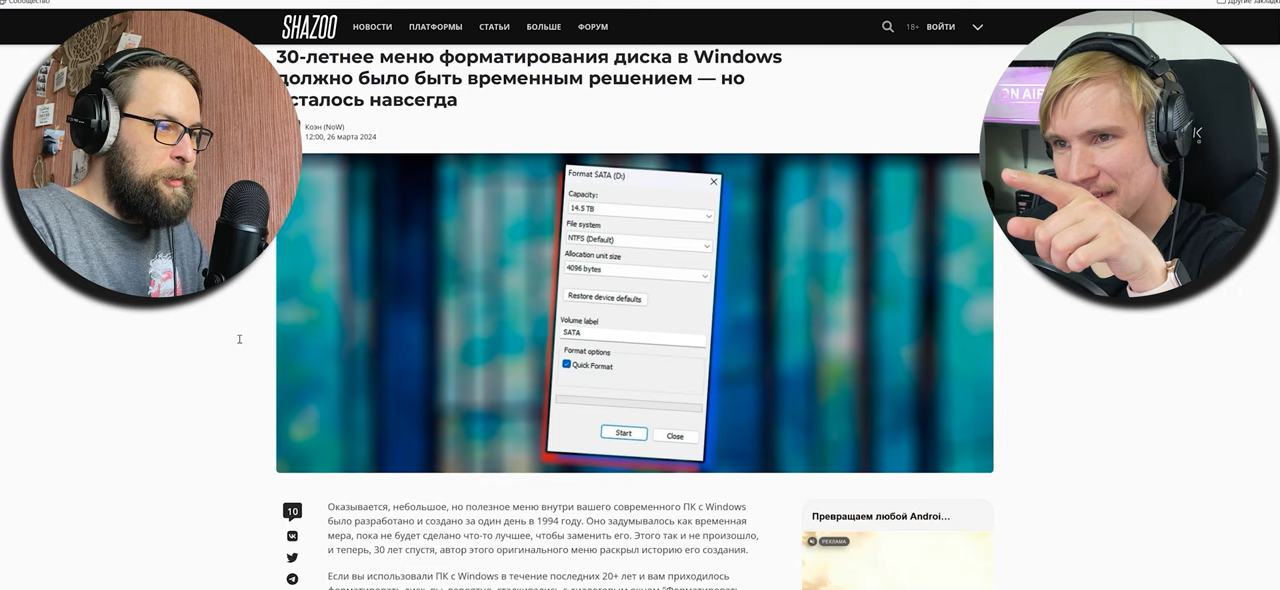 Сообщество
Другие закладки
SHAZOO НОВОСТИ ПЛАТФОРМЫ СТАТЬИ БОЛЬШЕ ФОРУМ 18+ ВОЙТИ
30-летнее меню форматирования диска в Windows
должно было быть временным решением — но
осталось навсегда
Коэн (NoW)
12:00, 26 марта 2024
ON AIR
Format SATA (D:)
Capacity:
14.5 TB
File system
NTFS (Default)
Allocation unit size
4096 bytes
Restore device defaults
Volume label
SATA
Format options
Quick Format
Start Close
10
Оказывается, небольшое, но полезное меню внутри вашего современного ПК с Windows
было разработано и создано за один день в 1994 году. Оно задумывалось как временная
мера, пока не будет сделано что-то лучшее, чтобы заменить его. Этого так и не произошло,
и теперь, 30 лет спустя, автор этого оригинального меню раскрыл историю его создания.
Если вы использовали ПК с Windows в течение последних 20+ лет и вам приходилось
Превращаем любой Androi...
РЕКЛАМА